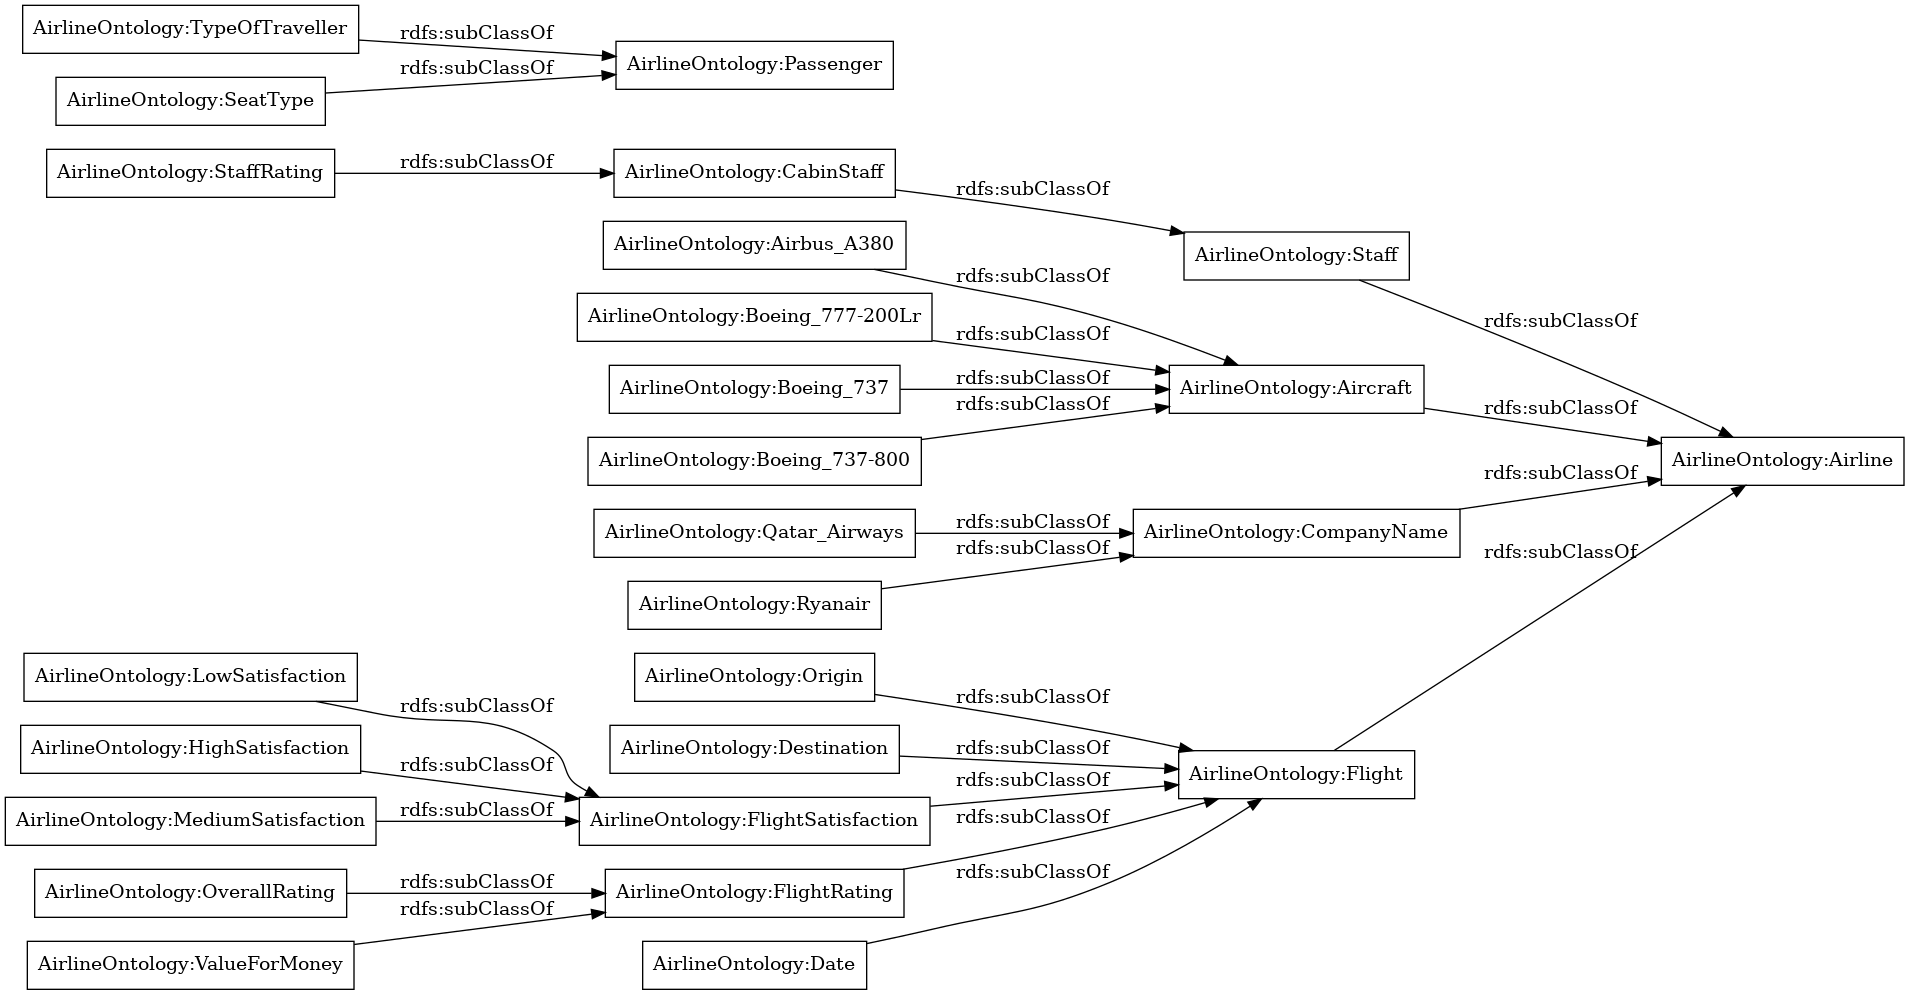 AirlineOntology:TypeOfTraveller
rdfs:subClassOf
AirlineOntology:Passenger
rdfs:subClassOf
AirlineOntology:SeatType
AirlineOntology:StaffRating
rdfs:subClassOf
AirlineOntology:CabinStaff
rdfs:subClassOf
AirlineOntology:Airbus_A380
AirlineOntology:Staff
rdfs:subClassOf
AirlineOntology:Boeing_777-200Lr
rdfs:subClassOf
rdfs:subClassOf
AirlineOntology:Boeing_737
rdfs:subClassOf
AirlineOntology:Aircraft
rdfs:subClassOf
rdfs:subClassOf
AirlineOntology:Boeing_737-800
AirlineOntology:Airline
rdfs:subClassOf
AirlineOntology:Qatar_Airways
rdfs:subClassOf
AirlineOntology:CompanyName
rdfs:subClassOf
rdfs:subClassOf
AirlineOntology:Ryanair
AirlineOntology:LowSatisfaction
AirlineOntology:Origin
rdfs:subClassOf
rdfs:subClassOf
AirlineOntology:HighSatisfaction
AirlineOntology:Destination
rdfs:subClassOf
rdfs:subClassOf
AirlineOntology:Flight
rdfs:subClassOf
AirlineOntology:MediumSatisfaction
rdfs:subClassOf
AirlineOntology:FlightSatisfaction
rdfs:subClassOf
AirlineOntology:OverallRating
rdfs:subClassOf
AirlineOntology:FlightRating
rdfs:subClassOf
rdfs:subClassOf
AirlineOntology:ValueForMoney
AirlineOntology:Date